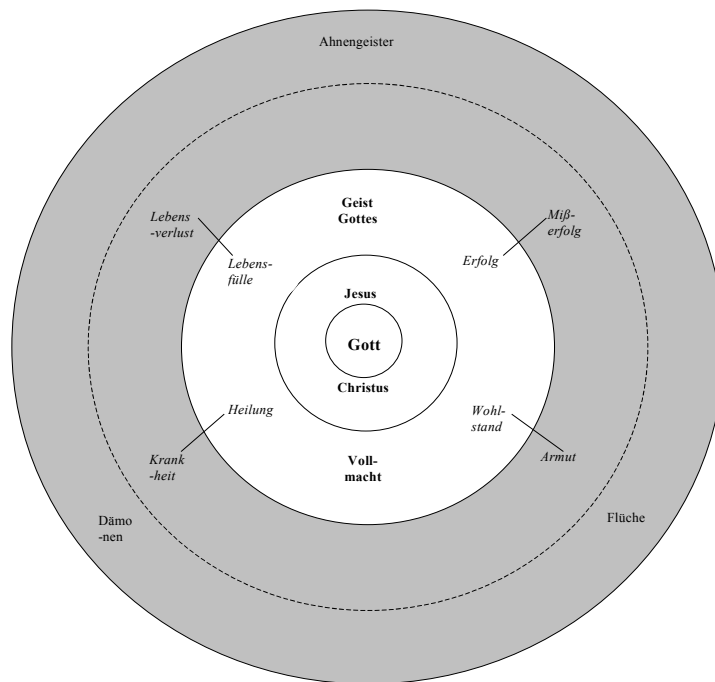 Ahnengeister
Geist
Gottes
Lebens
-verlust
Miß-
erfolg
Lebens-
fülle
Erfolg
Jesus
Gott
Christus
Heilung
Wohl-
stand
Krank
-heit
Voll-
macht
Armut
Dämo
-nen
Flüche